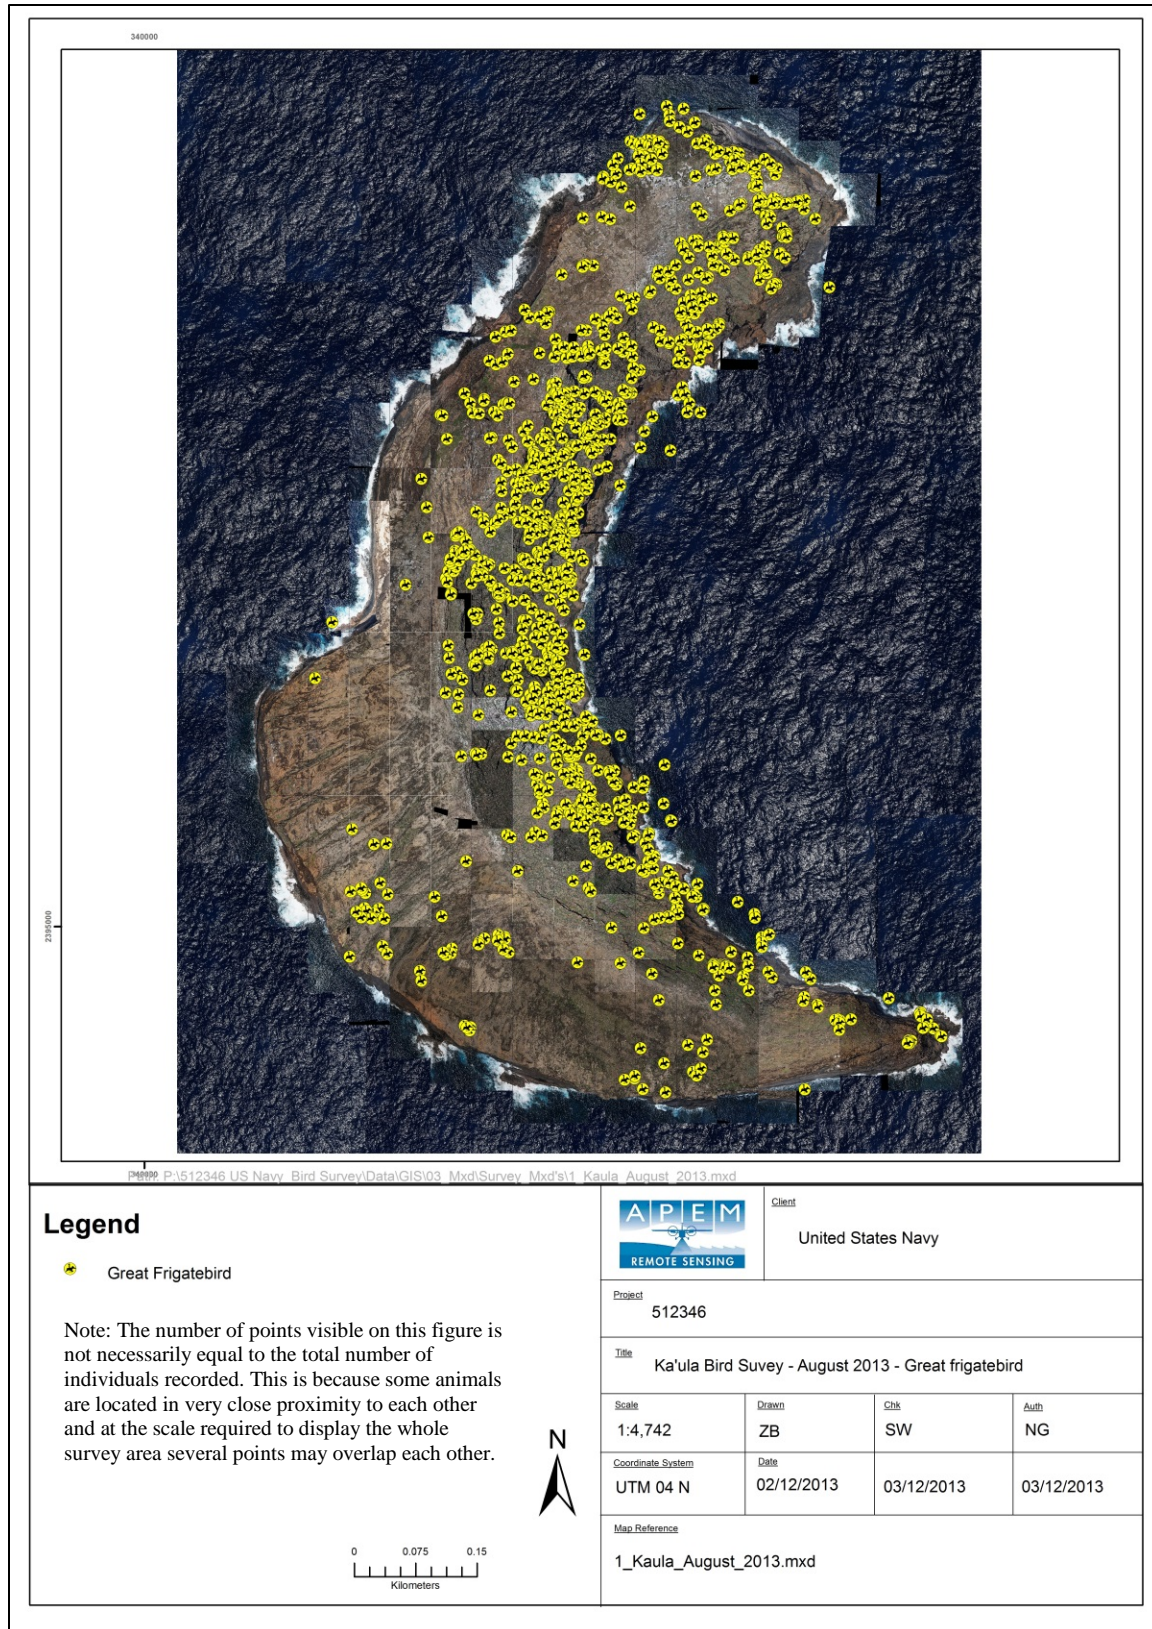 340000
2395000
340000
Path: P:\512346 US Navy_Bird Survey\Data\GIS\03_Mxd\Survey_Mxd's\1_Kaula_August_2013.mxd
Legend
Great Frigatebird
Note: The number of points visible on this figure is
not necessarily equal to the total number of
individuals recorded. This is because some animals
are located in very close proximity to each other
and at the scale required to display the whole
survey area several points may overlap each other.
N
0 0.075 0.15
Kilometers
APEM
REMOTE SENSING
Client
United States Navy
Project
512346
Title
Ka'ula Bird Suvey - August 2013 - Great frigatebird
Scale
1:4,742
Drawn
ZB
Chk
SW
Auth
NG
Coordinate System
UTM 04 N
Date
02/12/2013
03/12/2013
03/12/2013
Map Reference
1_Kaula_August_2013.mxd